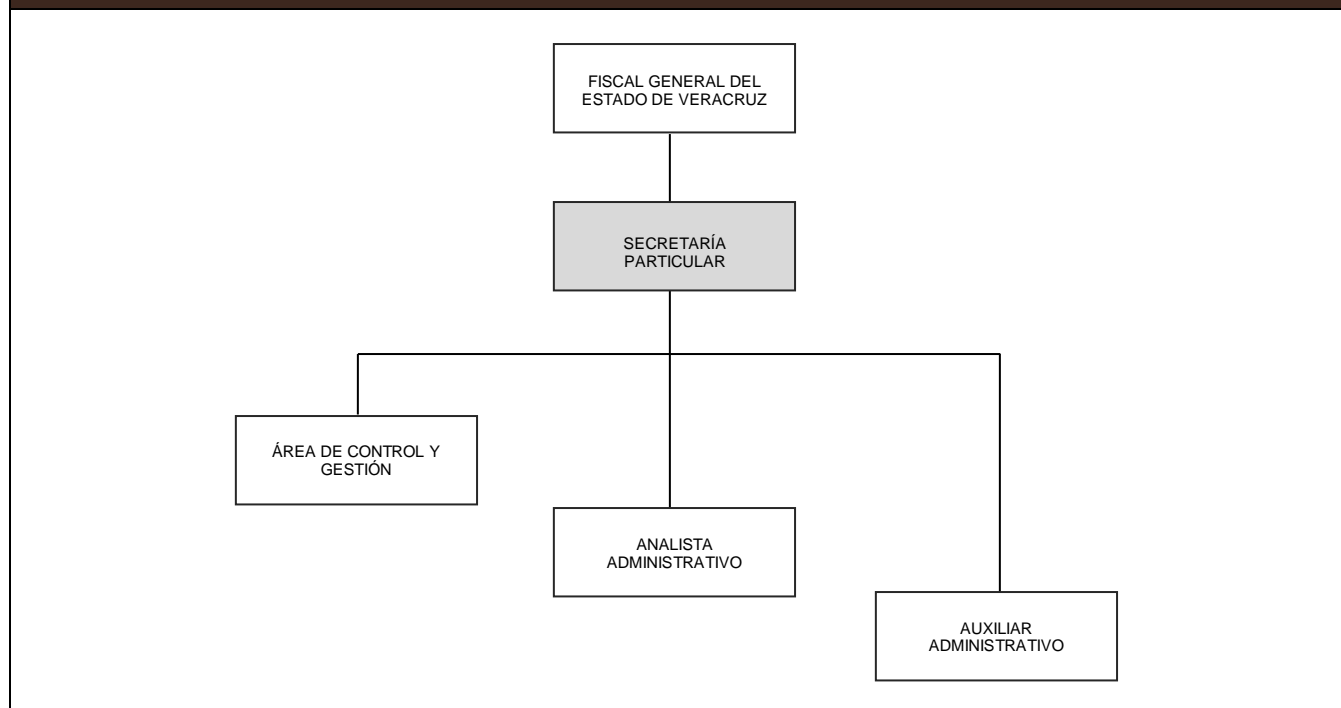 FISCAL GENERAL DEL
ESTADO DE VERACRUZ
SECRETARÍA
PARTICULAR
ÁREA DE CONTROL Y
GESTIÓN
ANALISTA
ADMINISTRATIVO
AUXILIAR
ADMINISTRATIVO